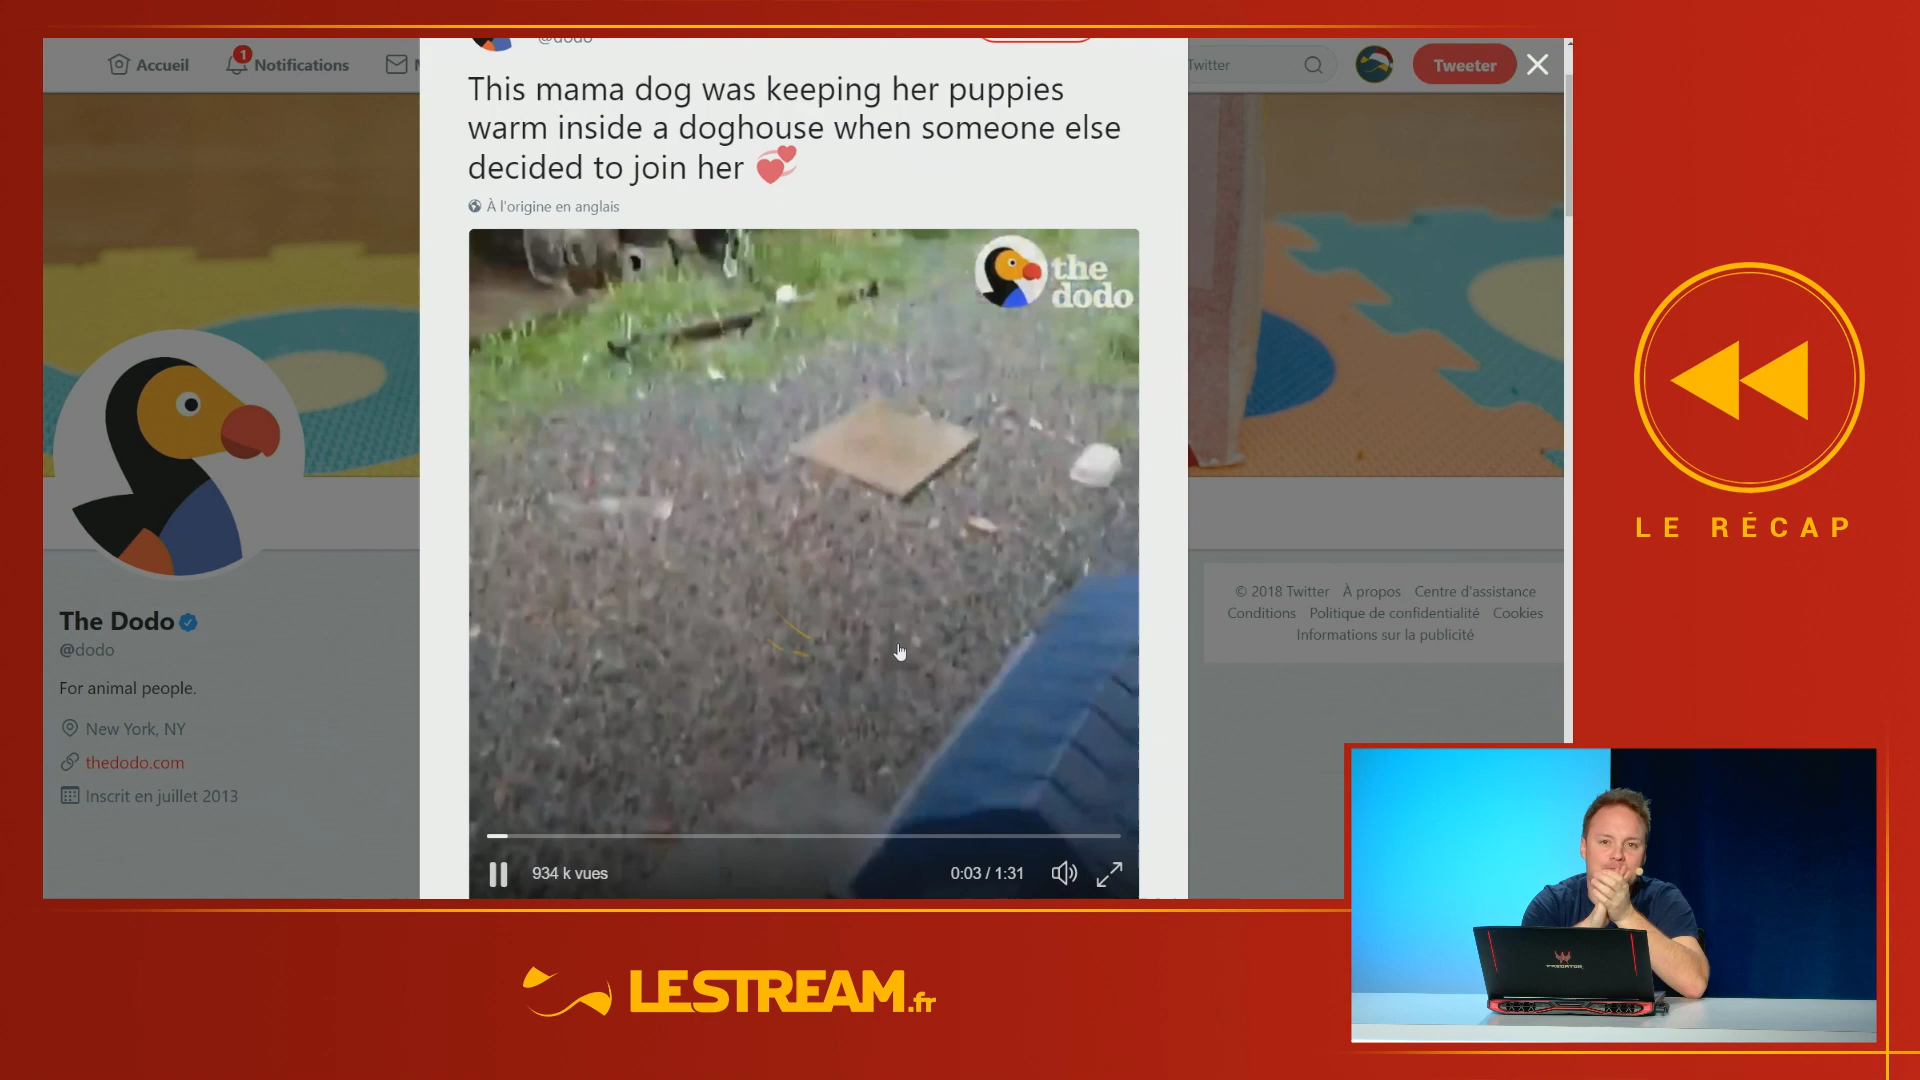 @dodo
Accueil
1
Notifications
Twitter
Tweeter
This mama dog was keeping her puppies
warm inside a doghouse when someone else
decided to join her
À l'origine en anglais
the
dodo
The Dodo
@dodo
For animal people.
New York, NY
thedodo.com
Inscrit en juillet 2013
934 k vues
0:03 / 1:31
© 2018 Twitter À propos Centre d'assistance
Conditions Politique de confidentialité Cookies
Informations sur la publicité
LE RÉCAP
PREDATOR
LESTREAM.fr